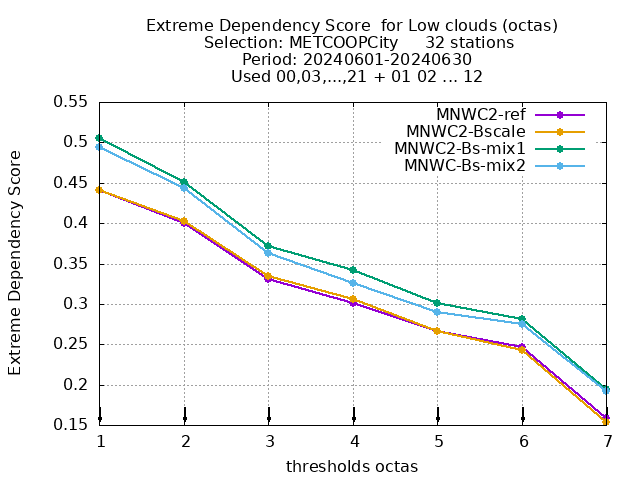 Extreme Dependency Score  for Low clouds (octas)
Selection: METCOOPCity     32 stations
Period: 20240601-20240630
Used 00,03,...,21 + 01 02 ... 12
MNWC2-ref
MNWC2-Bscale
MNWC2-Bs-mix1
MNWC-Bs-mix2
Extreme Dependency Score
0.55
0.5
0.45
0.4
0.35
0.3
0.25
0.2
0.15
1 2 3 4 5 6 7
thresholds octas